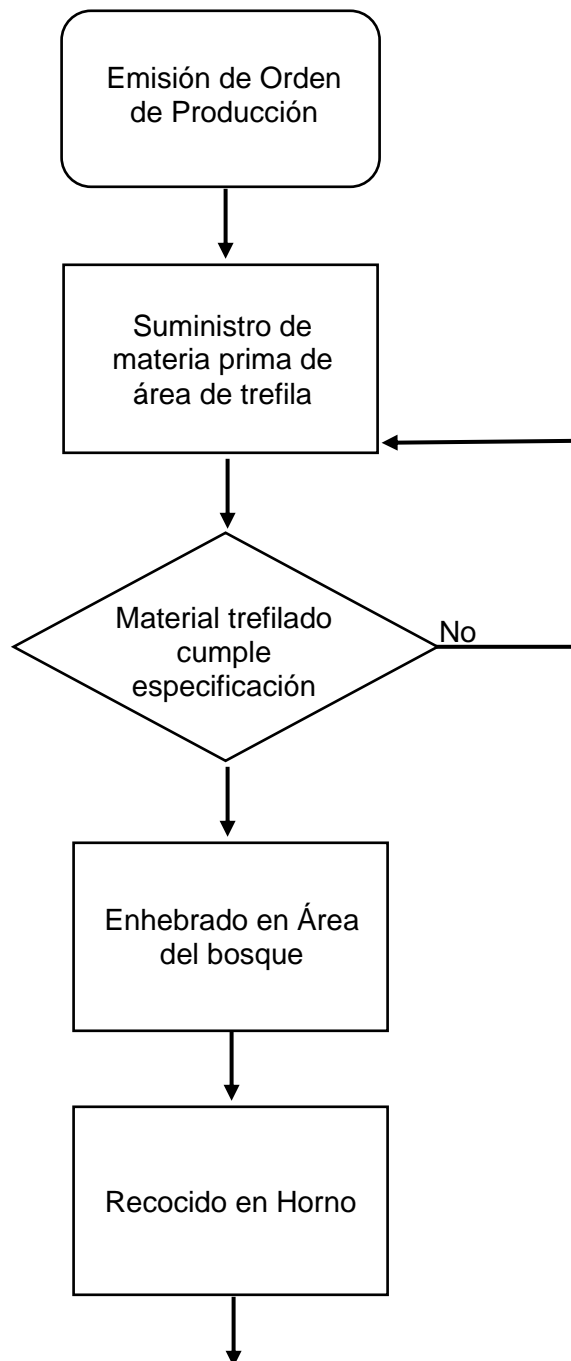 Emisión de Orden
de Producción
Suministro de
materia prima de
área de trefila
Material trefilado
cumple
especificación
No
Enhebrado en Área
del bosque
Recocido en Horno